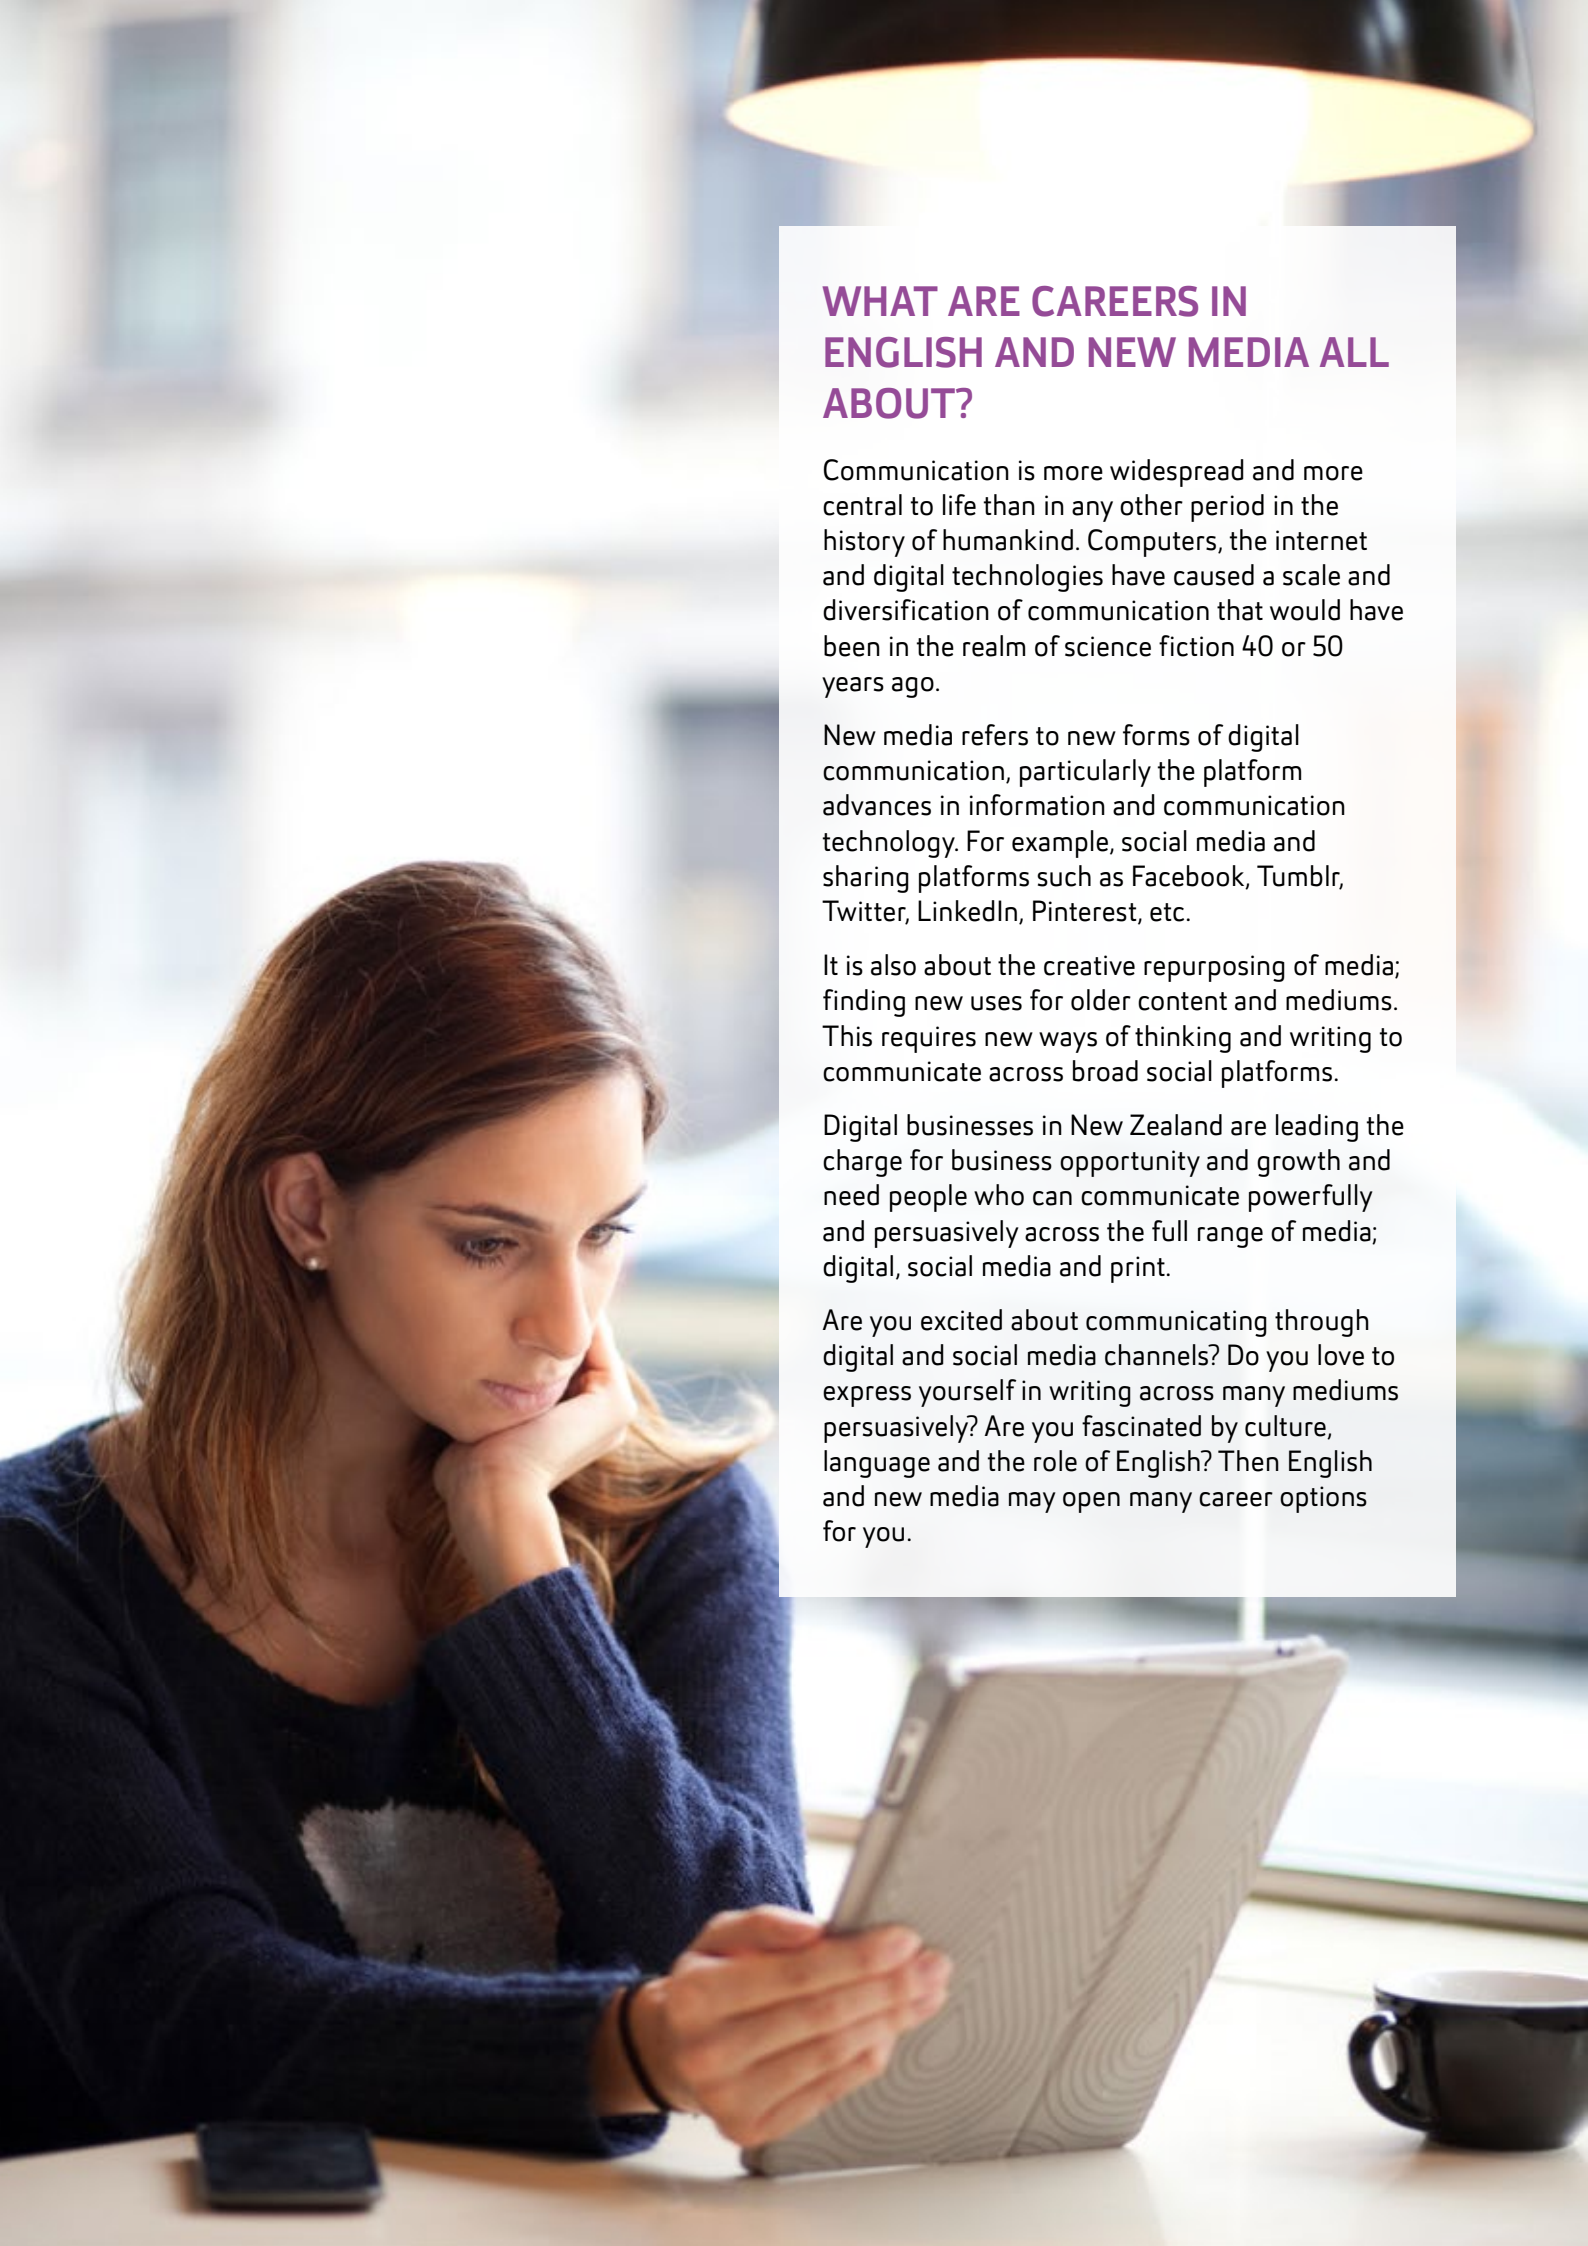 WHAT ARE CAREERS IN
ENGLISH AND NEW MEDIA ALL
ABOUT?
Communication is more widespread and more
central to life than in any other period in the
history of humankind. Computers, the internet
and digital technologies have caused a scale and
diversification of communication that would have
been in the realm of science fiction 40 or 50
years ago.
New media refers to new forms of digital
communication, particularly the platform
advances in information and communication
technology. For example, social media and
sharing platforms such as Facebook, Tumblr,
Twitter, LinkedIn, Pinterest, etc.
It is also about the creative repurposing of media;
finding new uses for older content and mediums.
This requires new ways of thinking and writing to
communicate across broad social platforms.
Digital businesses in New Zealand are leading the
charge for business opportunity and growth and
need people who can communicate powerfully
and persuasively across the full range of media;
digital, social media and print.
Are you excited about communicating through
digital and social media channels? Do you love to
express yourself in writing across many mediums
persuasively? Are you fascinated by culture,
language and the role of English? Then English
and new media may open many career options
for you.